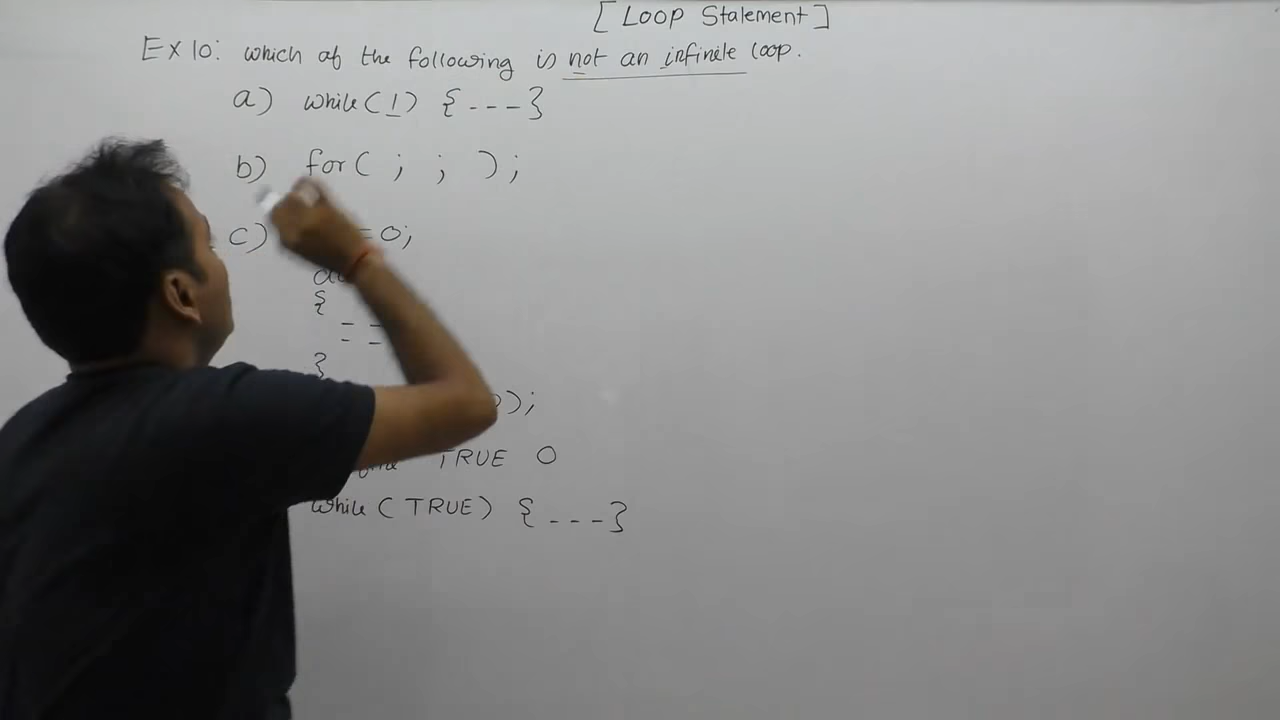 [ Loop Statement ]
Ex 10: which of the following is not an infinite loop.
a) while ( 1 ) { - - - }
b) for ( ; ; ) ;
c) = 0;
{
- -
- -
}
);
TRUE 0
while ( TRUE ) { - - - }